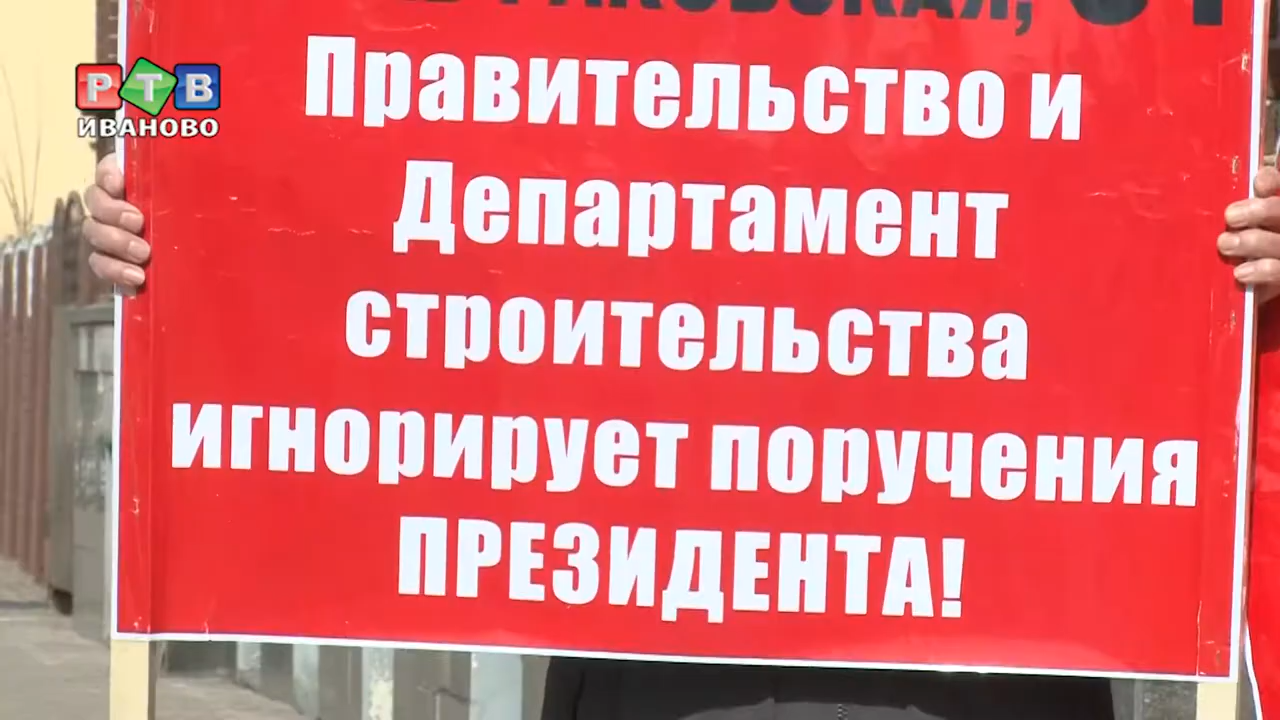 РТВ
ИВАНОВО
Правительство и
Департамент
строительства
игнорирует поручения
ПРЕЗИДЕНТА!